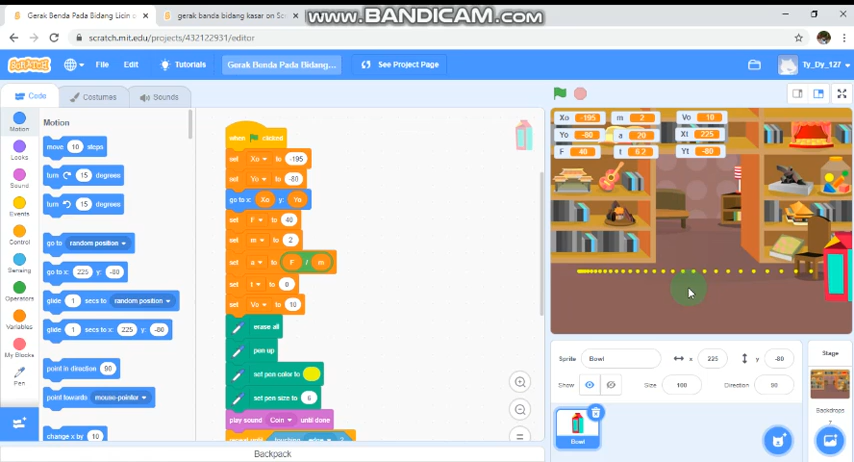 Gerak Benda Pada Bidang Licin o
gerak banda bidang kasar on Scr
www.BANDICAM.com
scratch.mit.edu/projects/432122931/editor
SCRATCH
File
Edit
Tutorials
Gerak Benda Pada Bidang...
See Project Page
Ty_Dy_127
Code
Costumes
Sounds
Motion
Looks
Sound
Events
Control
Sensing
Operators
Variables
My Blocks
Pen
Motion
move 10 steps
turn 15 degrees
turn 15 degrees
go to random position
go to x: 225 y: -80
glide 1 secs to random position
glide 1 secs to x: 225 y: -80
point in direction 90
point towards mouse-pointer
change x by 10
when clicked
set Xo to -195
set Yo to -80
go to x: Xo y: Yo
set F to 40
set m to 2
set a to F / m
set t to 0
set Vo to 10
erase all
pen up
set pen color to
set pen size to 6
play sound Coin until done
repeat until touching edge ?
Xo -195 m 2 Vo 10
Yo -80 a 20 Xt 225
F 40 t 6.2 Yt -80
Sprite Bowl x 225 y -80
Show Size 100 Direction 90
Bowl
Stage
Backdrops
Backpack